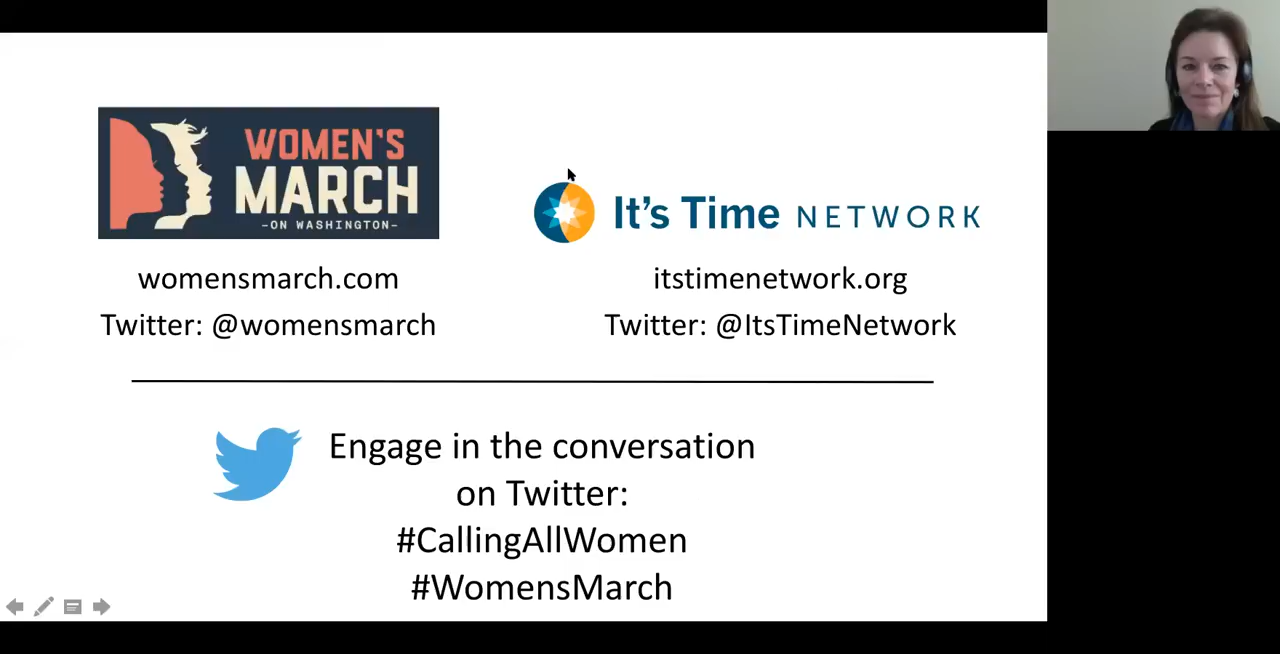 WOMEN'S
MARCH
-ON WASHINGTON-
womensmarch.com
Twitter: @womensmarch
It's Time NETWORK
itstimenetwork.org
Twitter: @ItsTimeNetwork
Engage in the conversation
on Twitter:
#CallingAllWomen
#WomensMarch